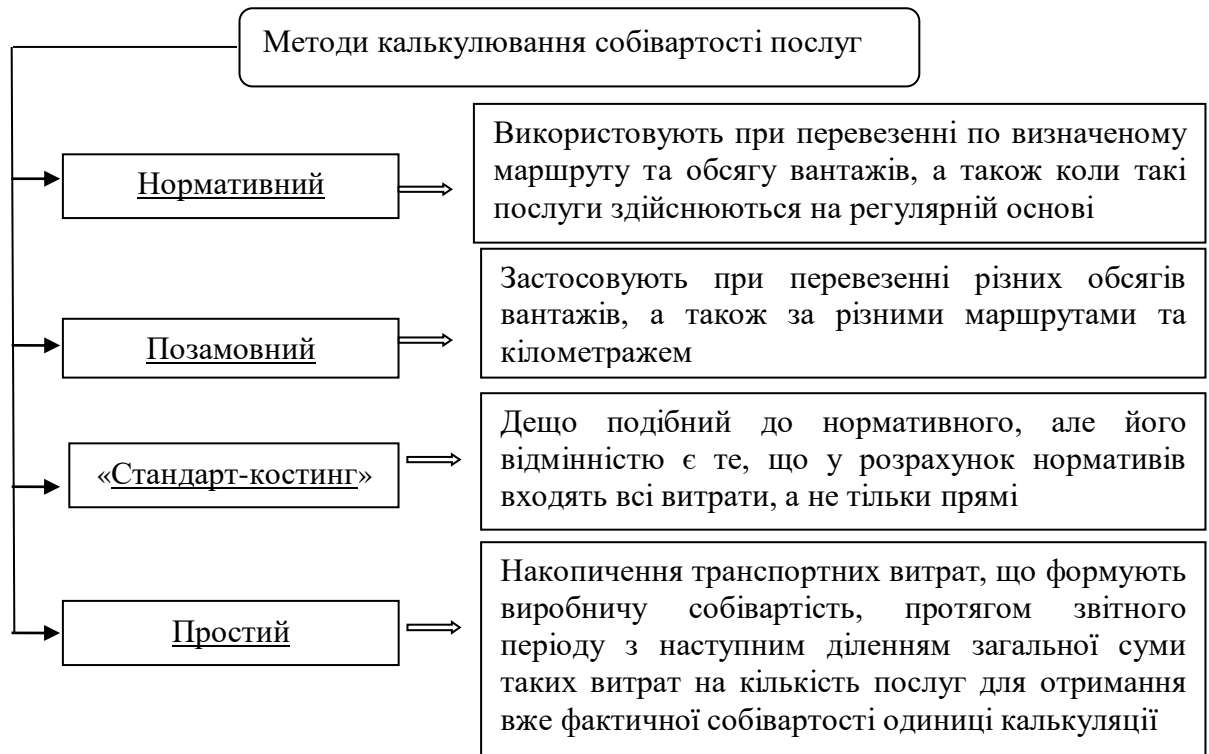 Методи калькулювання собівартості послуг
Нормативний
Використовують при перевезенні по визначеному
маршруту та обсягу вантажів, а також коли такі
послуги здійснюються на регулярній основі
Позамовний
Застосовують при перевезенні різних обсягів
вантажів, а також за різними маршрутами та
кілометражем
«Стандарт-костинг»
Дещо подібний до нормативного, але його
відмінністю є те, що у розрахунок нормативів
входять всі витрати, а не тільки прямі
Простий
Накопичення транспортних витрат, що формують
виробничу собівартість, протягом звітного
періоду з наступним діленням загальної суми
таких витрат на кількість послуг для отримання
вже фактичної собівартості одиниці калькуляції